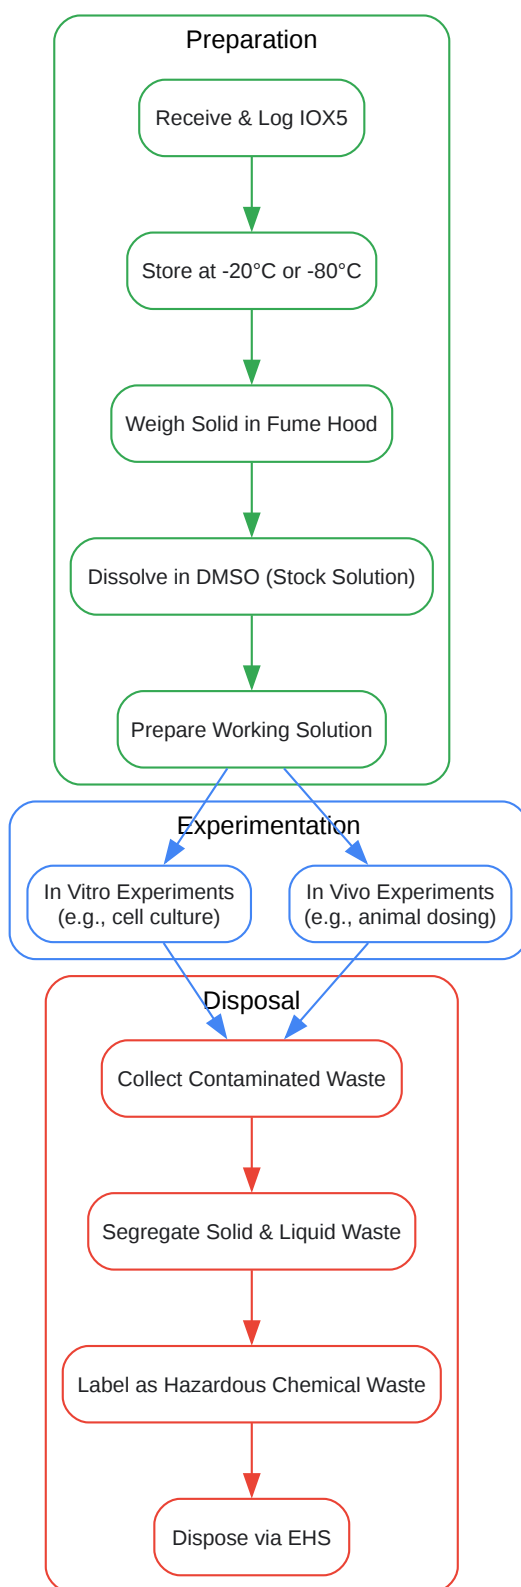 Preparation
Receive & Log IOX5
Store at -20°C or -80°C
Weigh Solid in Fume Hood
Dissolve in DMSO (Stock Solution)
Prepare Working Solution
Experimentation
In Vitro Experiments
(e.g., cell culture)
In Vivo Experiments
(e.g., animal dosing)
Disposal
Collect Contaminated Waste
Segregate Solid & Liquid Waste
Label as Hazardous Chemical Waste
Dispose via EHS